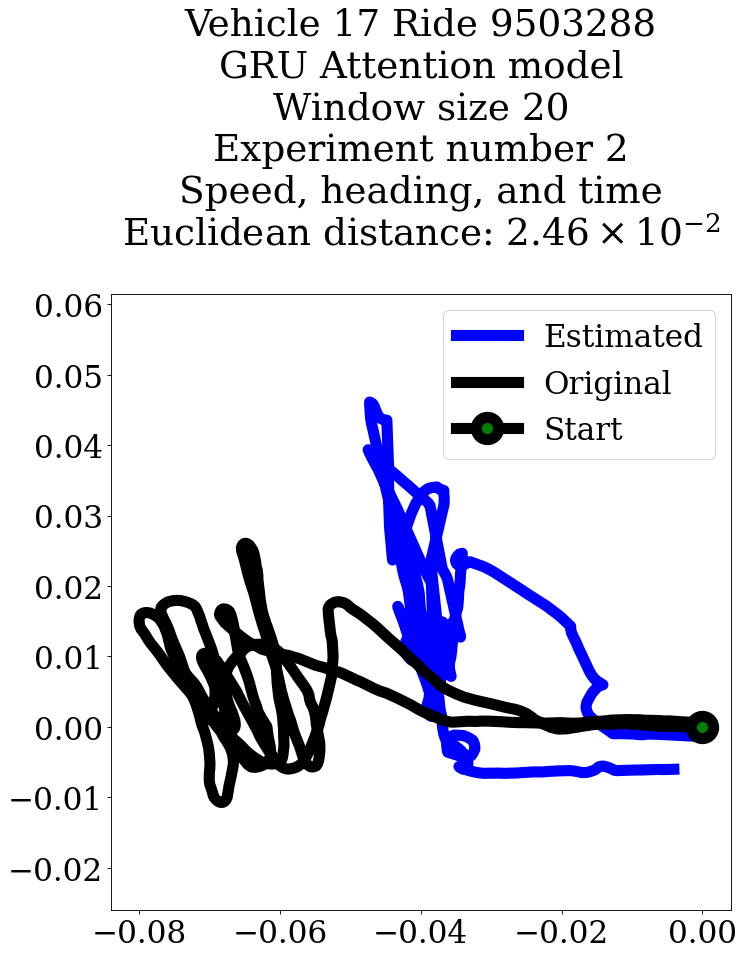 Vehicle 17 Ride 9503288
GRU Attention model
Window size 20
Experiment number 2
Speed, heading, and time
Euclidean distance: 2.46 × 10⁻²
0.06
Estimated
0.05
Original
0.04
Start
0.03
0.02
0.01
0.00
−0.01
−0.02
−0.08 −0.06 −0.04 −0.02 0.00